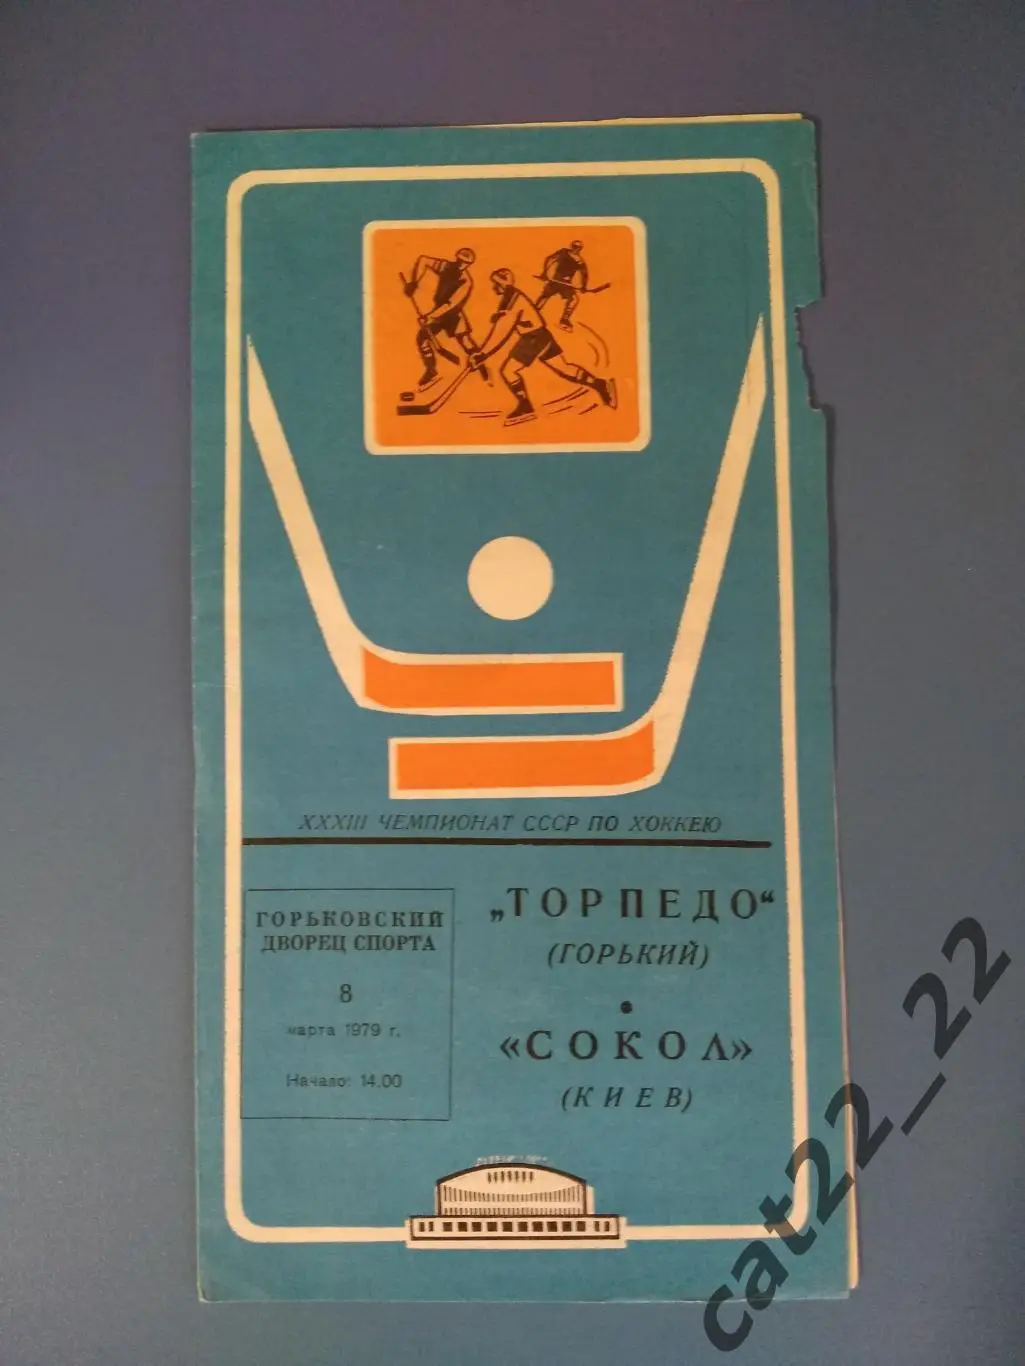 XXXIII ЧЕМПИОНАТ СССР ПО ХОККЕЮ
ГОРЬКОВСКИЙ
ДВОРЕЦ СПОРТА
8
марта 1979 г.
Начало: 14.00
„ТОРПЕДО“
(ГОРЬКИЙ)
•
«СОКОЛ»
(КИЕВ)
cat22_22